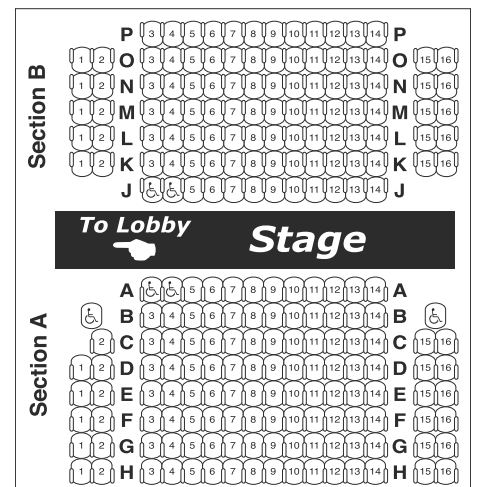 P 3 4 5 6 7 8 9 10 11 12 13 14 P
1 2 O 3 4 5 6 7 8 9 10 11 12 13 14 O 15 16
1 2 N 3 4 5 6 7 8 9 10 11 12 13 14 N 15 16
1 2 M 3 4 5 6 7 8 9 10 11 12 13 14 M 15 16
1 2 L 3 4 5 6 7 8 9 10 11 12 13 14 L 15 16
1 2 K 3 4 5 6 7 8 9 10 11 12 13 14 K 15 16
J 5 6 7 8 9 10 11 12 13 14 J
Section B
To Lobby
Stage
A 5 6 7 8 9 10 11 12 13 14 A
B 3 4 5 6 7 8 9 10 11 12 13 14 B
2 C 3 4 5 6 7 8 9 10 11 12 13 14 C 15 16
1 2 D 3 4 5 6 7 8 9 10 11 12 13 14 D 15 16
1 2 E 3 4 5 6 7 8 9 10 11 12 13 14 E 15 16
1 2 F 3 4 5 6 7 8 9 10 11 12 13 14 F 15 16
1 2 G 3 4 5 6 7 8 9 10 11 12 13 14 G 15 16
1 2 H 3 4 5 6 7 8 9 10 11 12 13 14 H 15 16
Section A